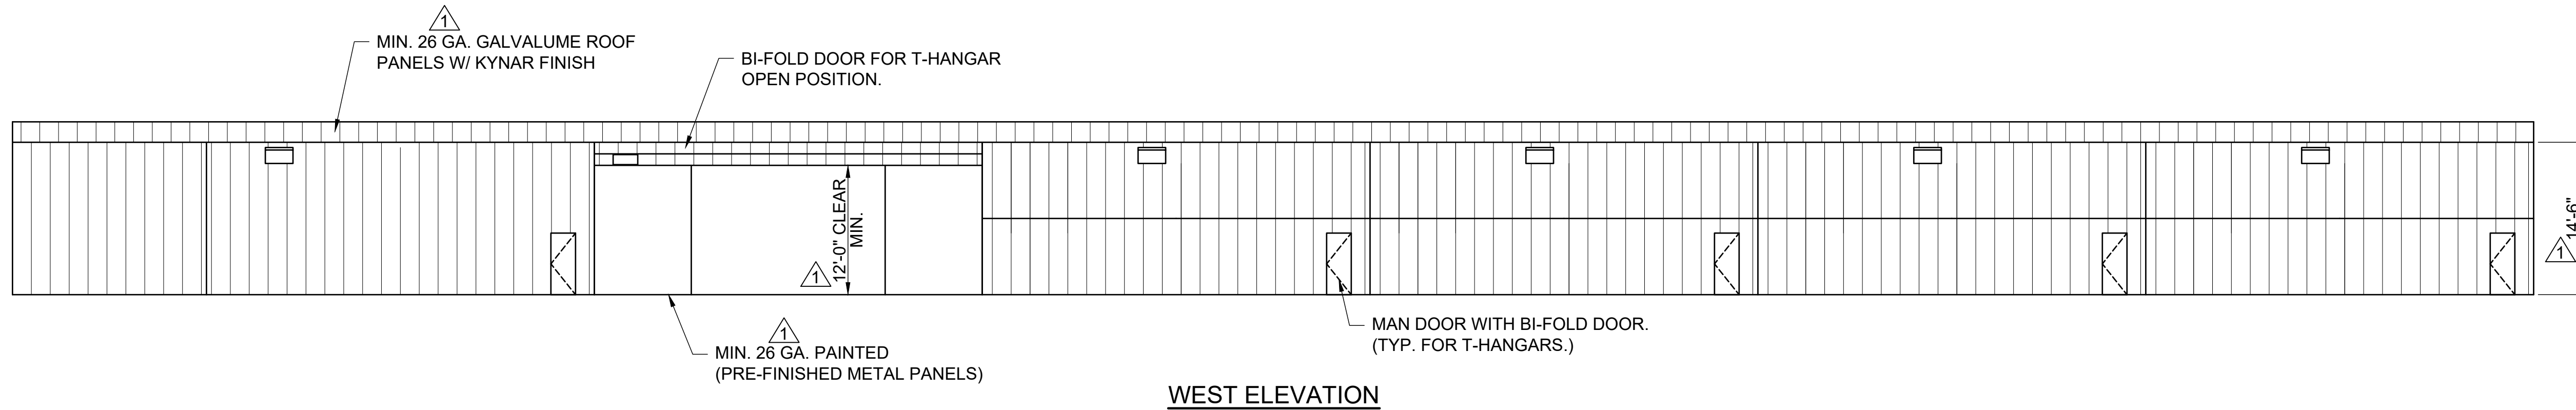 1
MIN. 26 GA. GALVALUME ROOF
PANELS W/ KYNAR FINISH
BI-FOLD DOOR FOR T-HANGAR
OPEN POSITION.
12'-0" CLEAR
MIN.
1
14'-6"
1
1
MIN. 26 GA. PAINTED
(PRE-FINISHED METAL PANELS)
MAN DOOR WITH BI-FOLD DOOR.
(TYP. FOR T-HANGARS.)
WEST ELEVATION